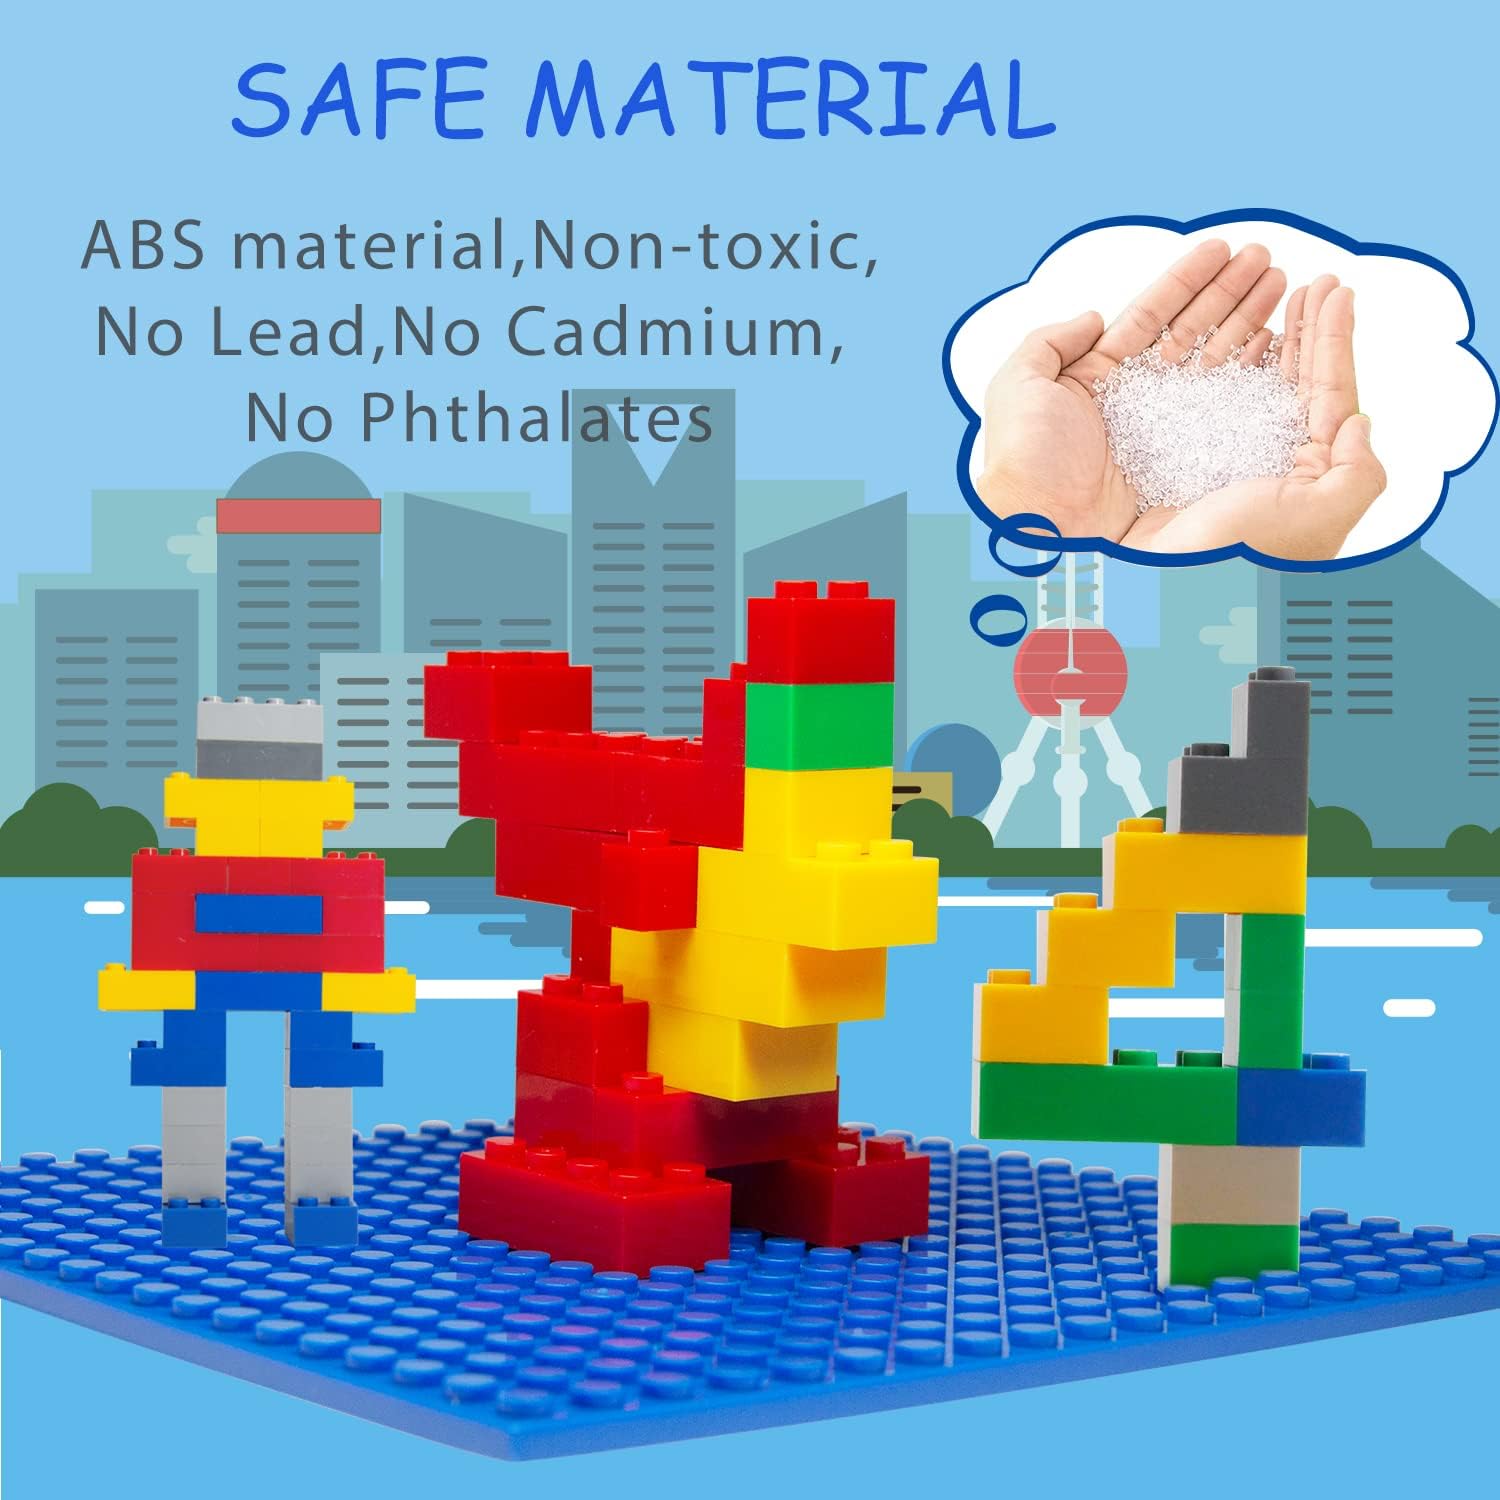 SAFE MATERIAL
ABS material,Non-toxic,
No Lead,No Cadmium,
No Phthalates